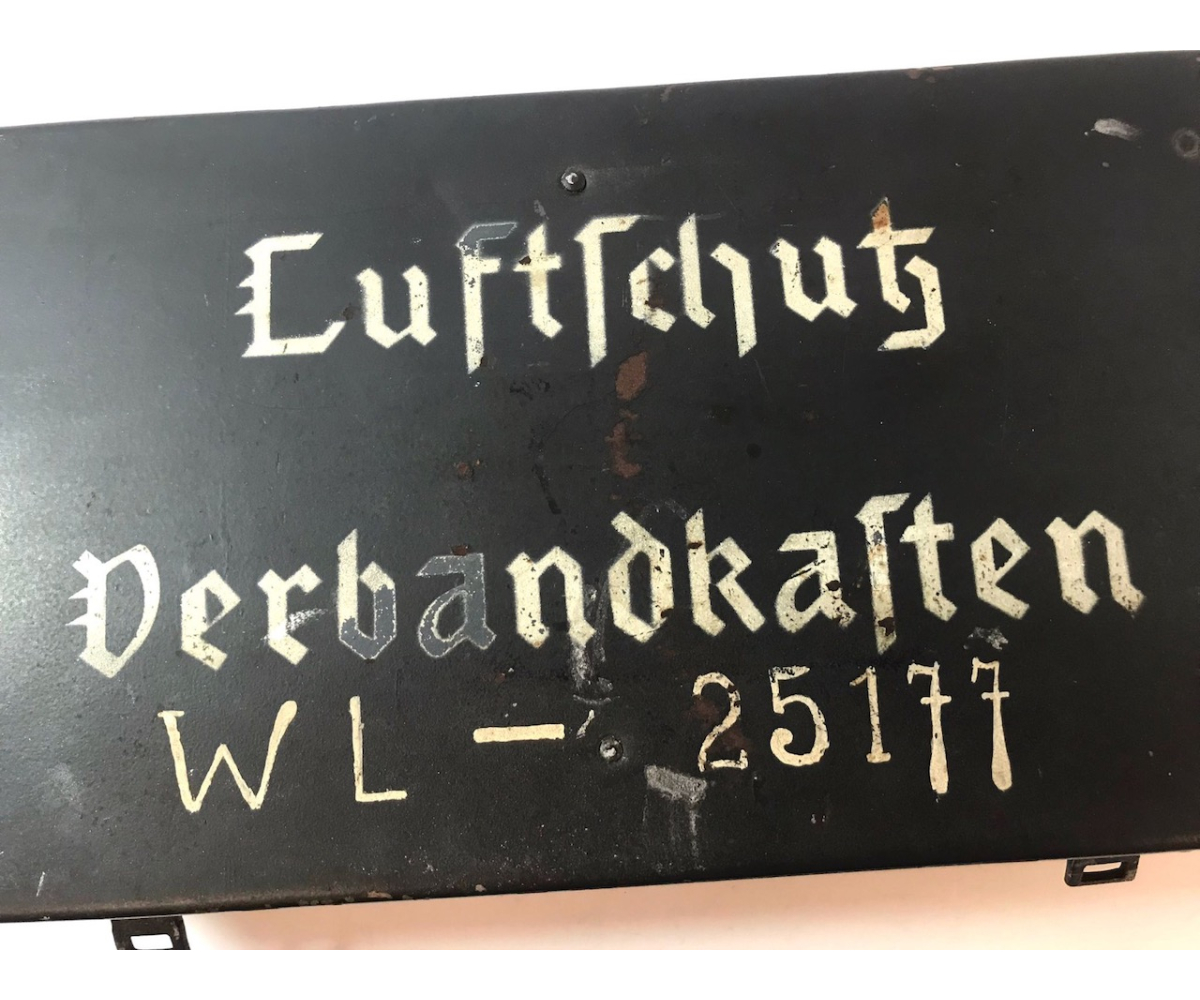 Luftschutz
Verbandkasten
WL - 25177